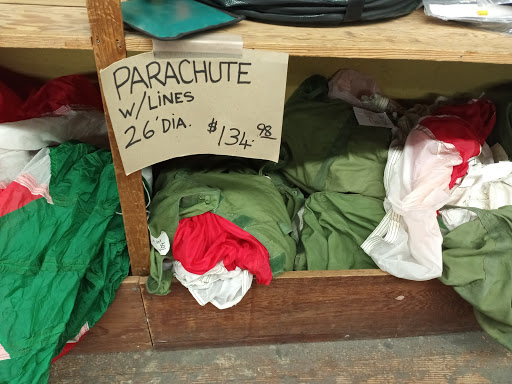 PARACHUTE
W/LINES
26' DIA. $134.98